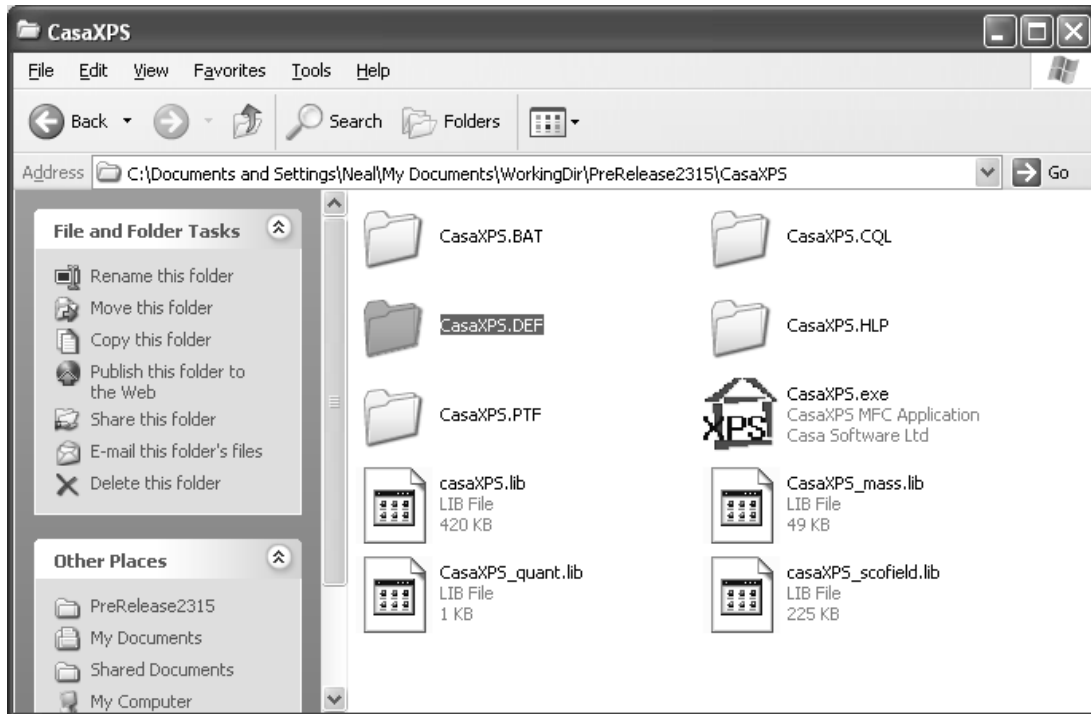 CasaXPS
File Edit View Favorites Tools Help
Back Search Folders
Address C:\Documents and Settings\Neal\My Documents\WorkingDir\PreRelease2315\CasaXPS Go
File and Folder Tasks
Rename this folder
Move this folder
Copy this folder
Publish this folder to
the Web
Share this folder
E-mail this folder's files
Delete this folder
Other Places
PreRelease2315
My Documents
Shared Documents
My Computer
CasaXPS.BAT
CasaXPS.CQL
CasaXPS.DEF
CasaXPS.HLP
CasaXPS.PTF
XPS
CasaXPS.exe
CasaXPS MFC Application
Casa Software Ltd
casaXPS.lib
LIB File
420 KB
CasaXPS_mass.lib
LIB File
49 KB
CasaXPS_quant.lib
LIB File
1 KB
casaXPS_scofield.lib
LIB File
225 KB